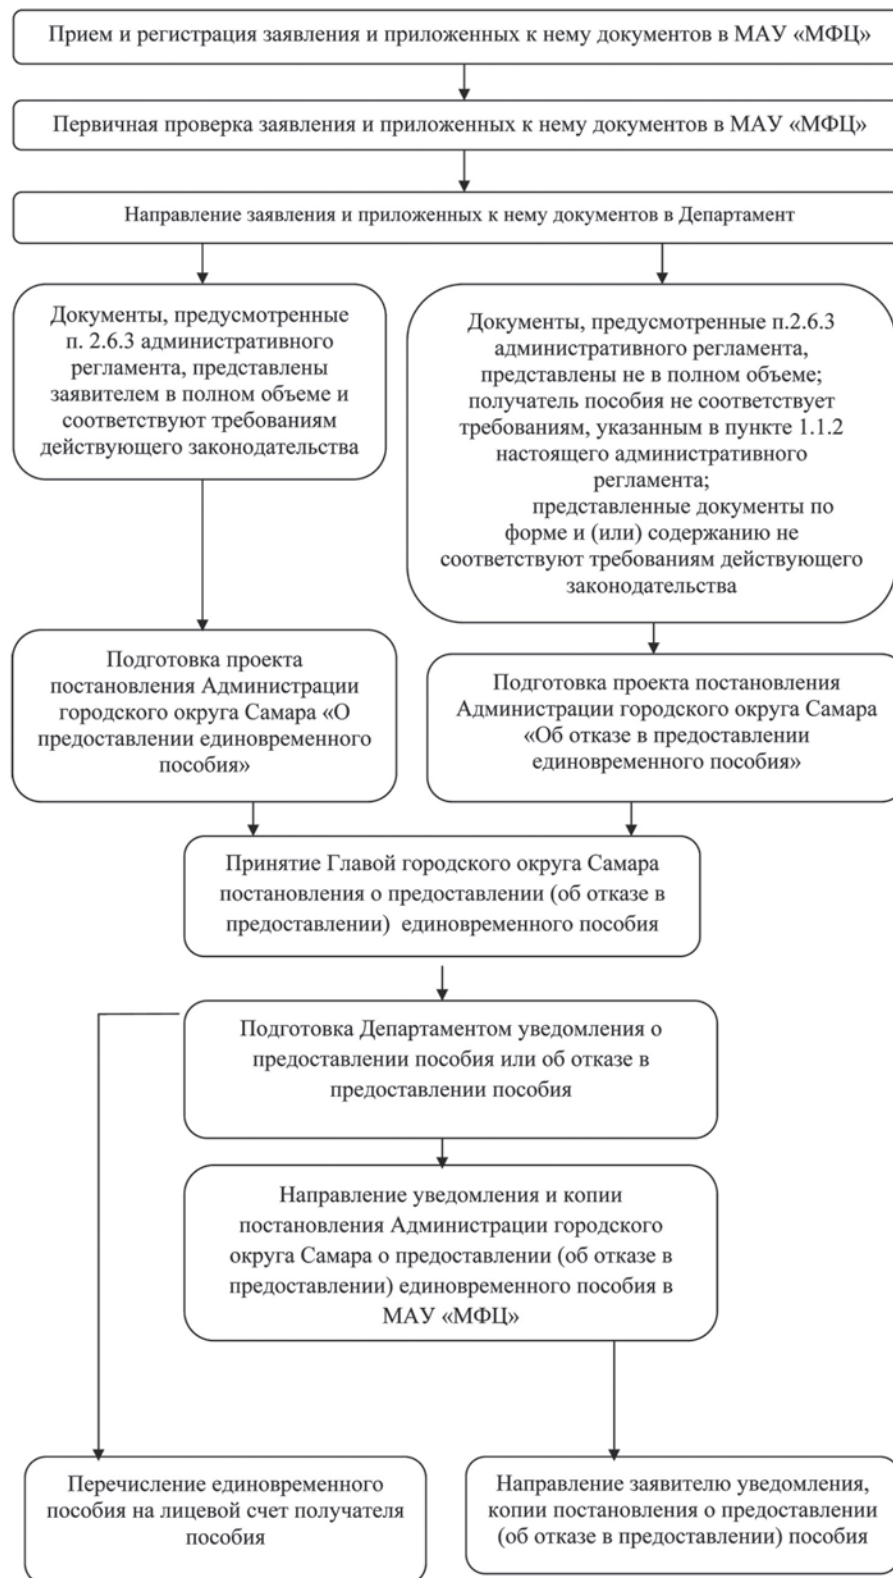 Прием и регистрация заявления и приложенных к нему документов в МАУ «МФЦ»
Первичная проверка заявления и приложенных к нему документов в МАУ «МФЦ»
Направление заявления и приложенных к нему документов в Департамент
Документы, предусмотренные
п. 2.6.3 административного
регламента, представлены
заявителем в полном объеме и
соответствуют требованиям
действующего законодательства
Документы, предусмотренные п.2.6.3
административного регламента,
представлены не в полном объеме;
получатель пособия не соответствует
требованиям, указанным в пункте 1.1.2
настоящего административного
регламента;
представленные документы по
форме и (или) содержанию не
соответствуют требованиям действующего
законодательства
Подготовка проекта
постановления Администрации
городского округа Самара «О
предоставлении единовременного
пособия»
Подготовка проекта постановления
Администрации городского округа Самара
«Об отказе в предоставлении
единовременного пособия»
Принятие Главой городского округа Самара
постановления о предоставлении (об отказе в
предоставлении) единовременного пособия
Подготовка Департаментом уведомления о
предоставлении пособия или об отказе в
предоставлении пособия
Направление уведомления и копии
постановления Администрации городского
округа Самара о предоставлении (об отказе в
предоставлении) единовременного пособия в
МАУ «МФЦ»
Перечисление единовременного
пособия на лицевой счет получателя
пособия
Направление заявителю уведомления,
копии постановления о предоставлении
(об отказе в предоставлении) пособия